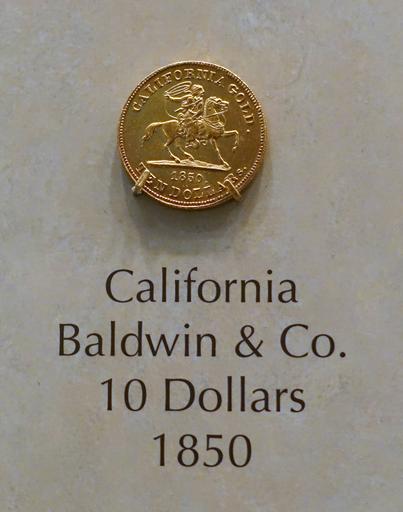 CALIFORNIA GOLD.
1850.
TEN DOLLARS.
California
Baldwin & Co.
10 Dollars
1850